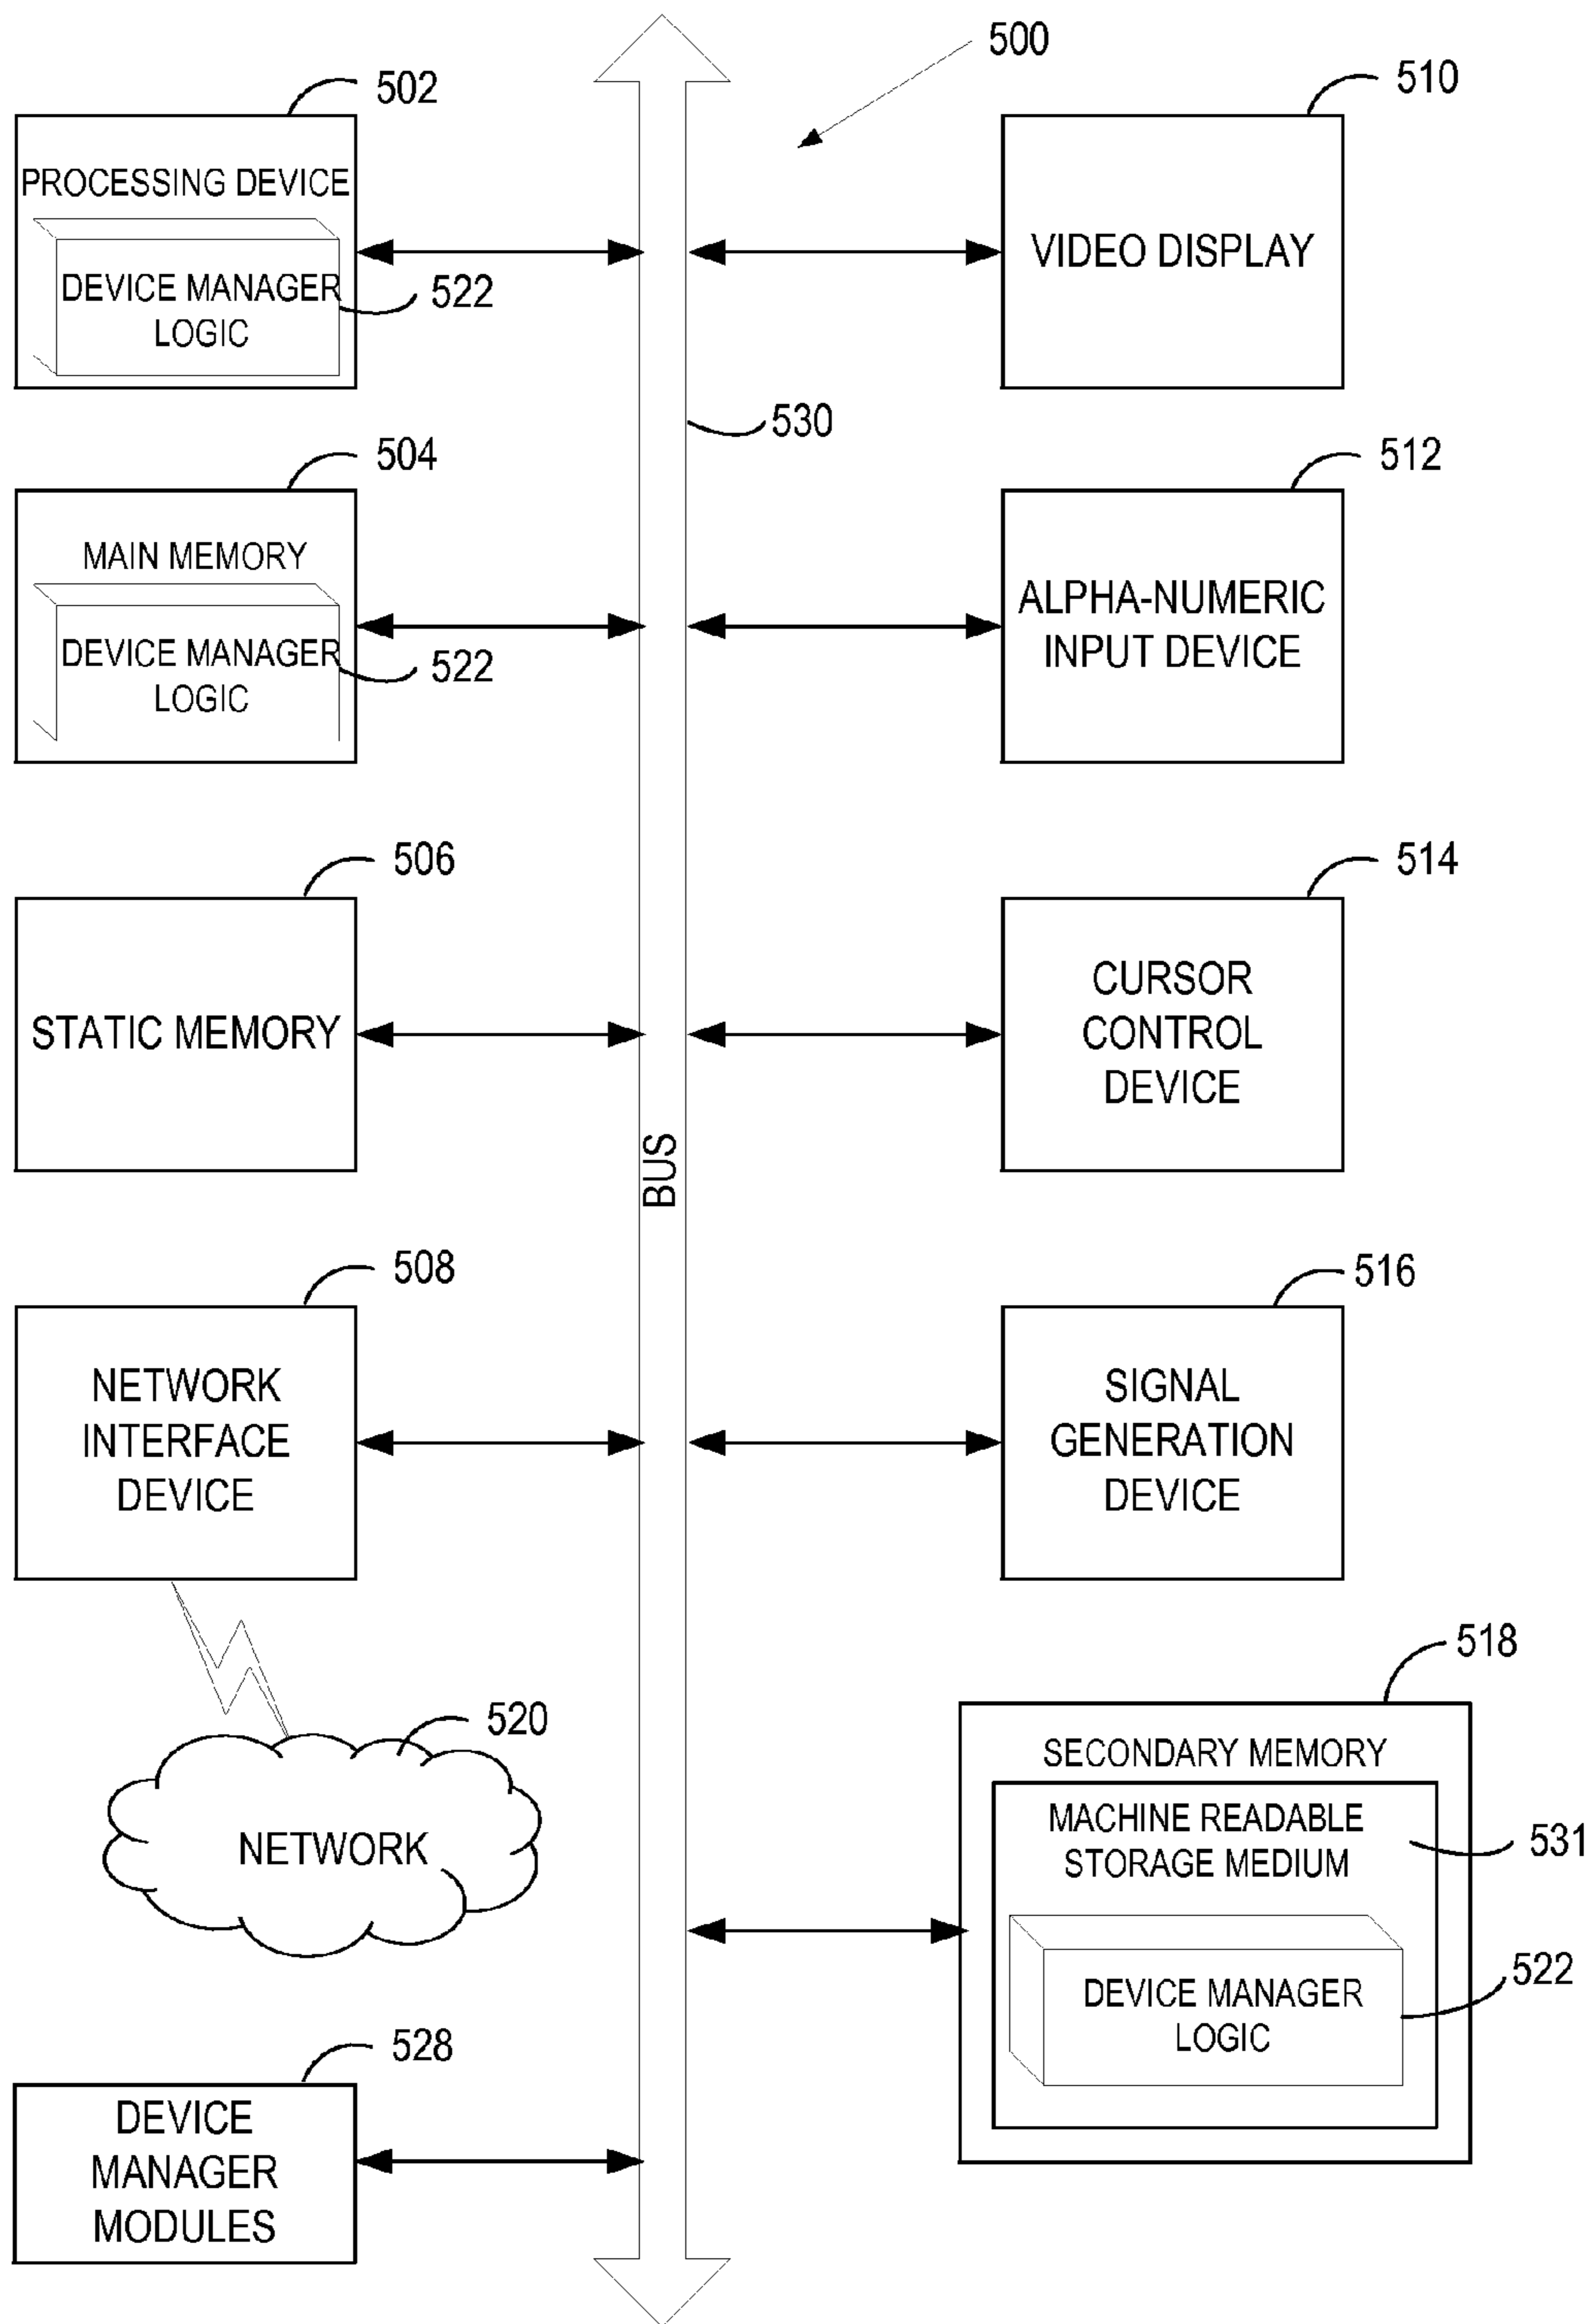 500
502
PROCESSING DEVICE
DEVICE MANAGER
LOGIC
522
510
VIDEO DISPLAY
530
504
MAIN MEMORY
DEVICE MANAGER
LOGIC
522
512
ALPHA-NUMERIC
INPUT DEVICE
506
STATIC MEMORY
514
CURSOR
CONTROL
DEVICE
BUS
508
NETWORK
INTERFACE
DEVICE
516
SIGNAL
GENERATION
DEVICE
520
NETWORK
518
SECONDARY MEMORY
MACHINE READABLE
STORAGE MEDIUM
531
DEVICE MANAGER
LOGIC
522
528
DEVICE
MANAGER
MODULES